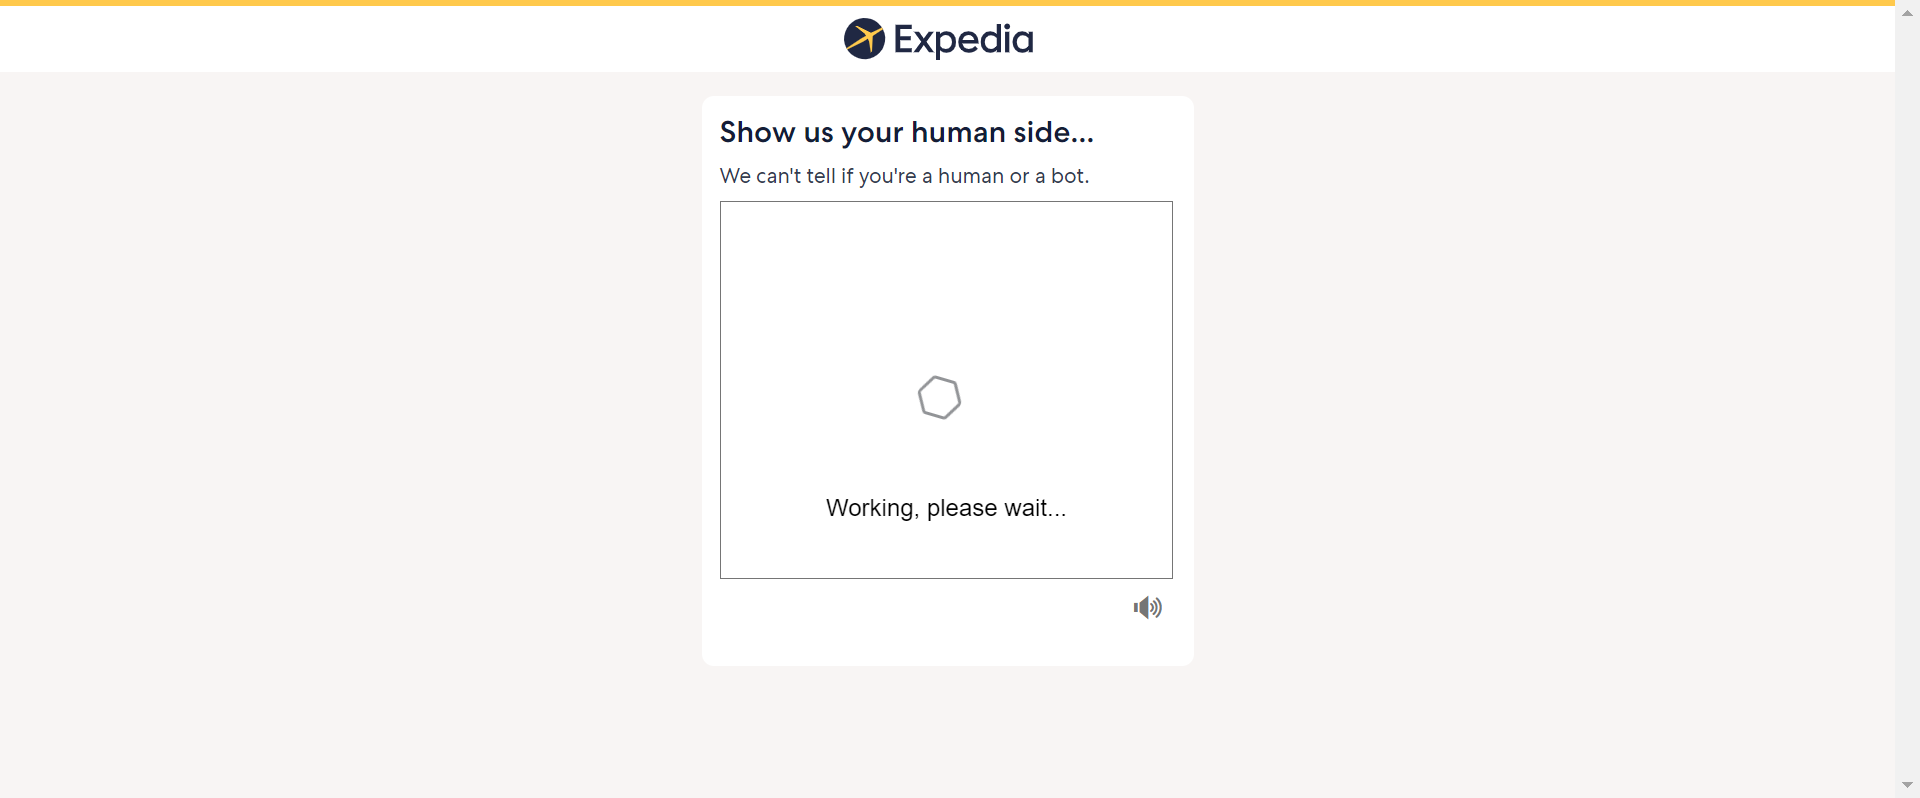 Expedia
Show us your human side...
We can't tell if you're a human or a bot.
Working, please wait...